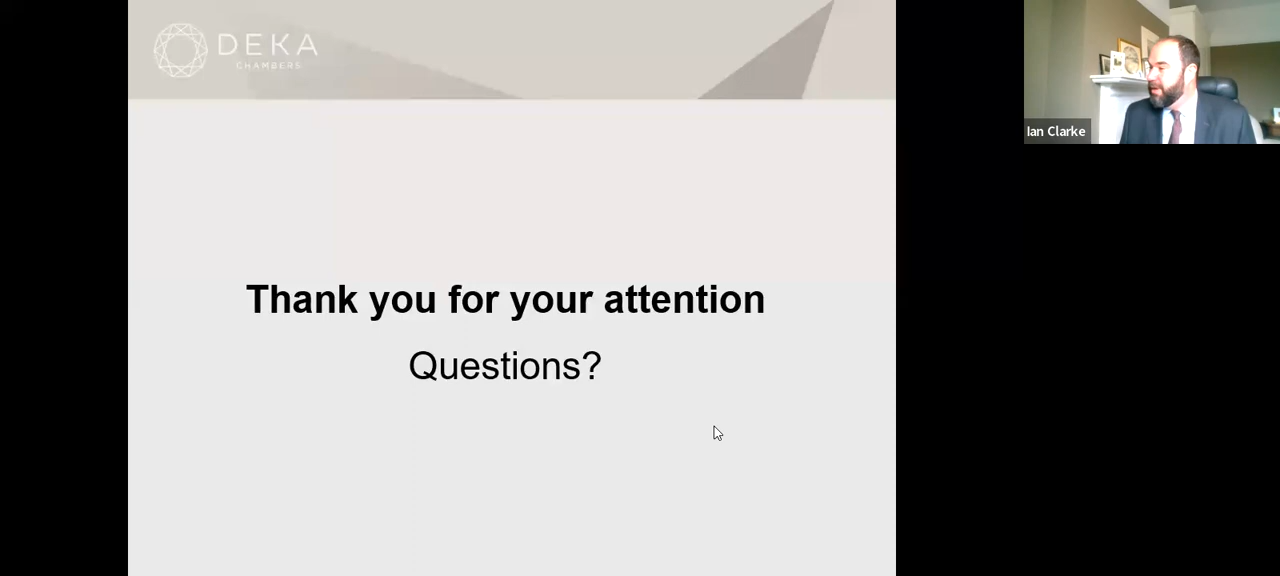 DEKA
CHAMBERS
Ian Clarke
Thank you for your attention
Questions?